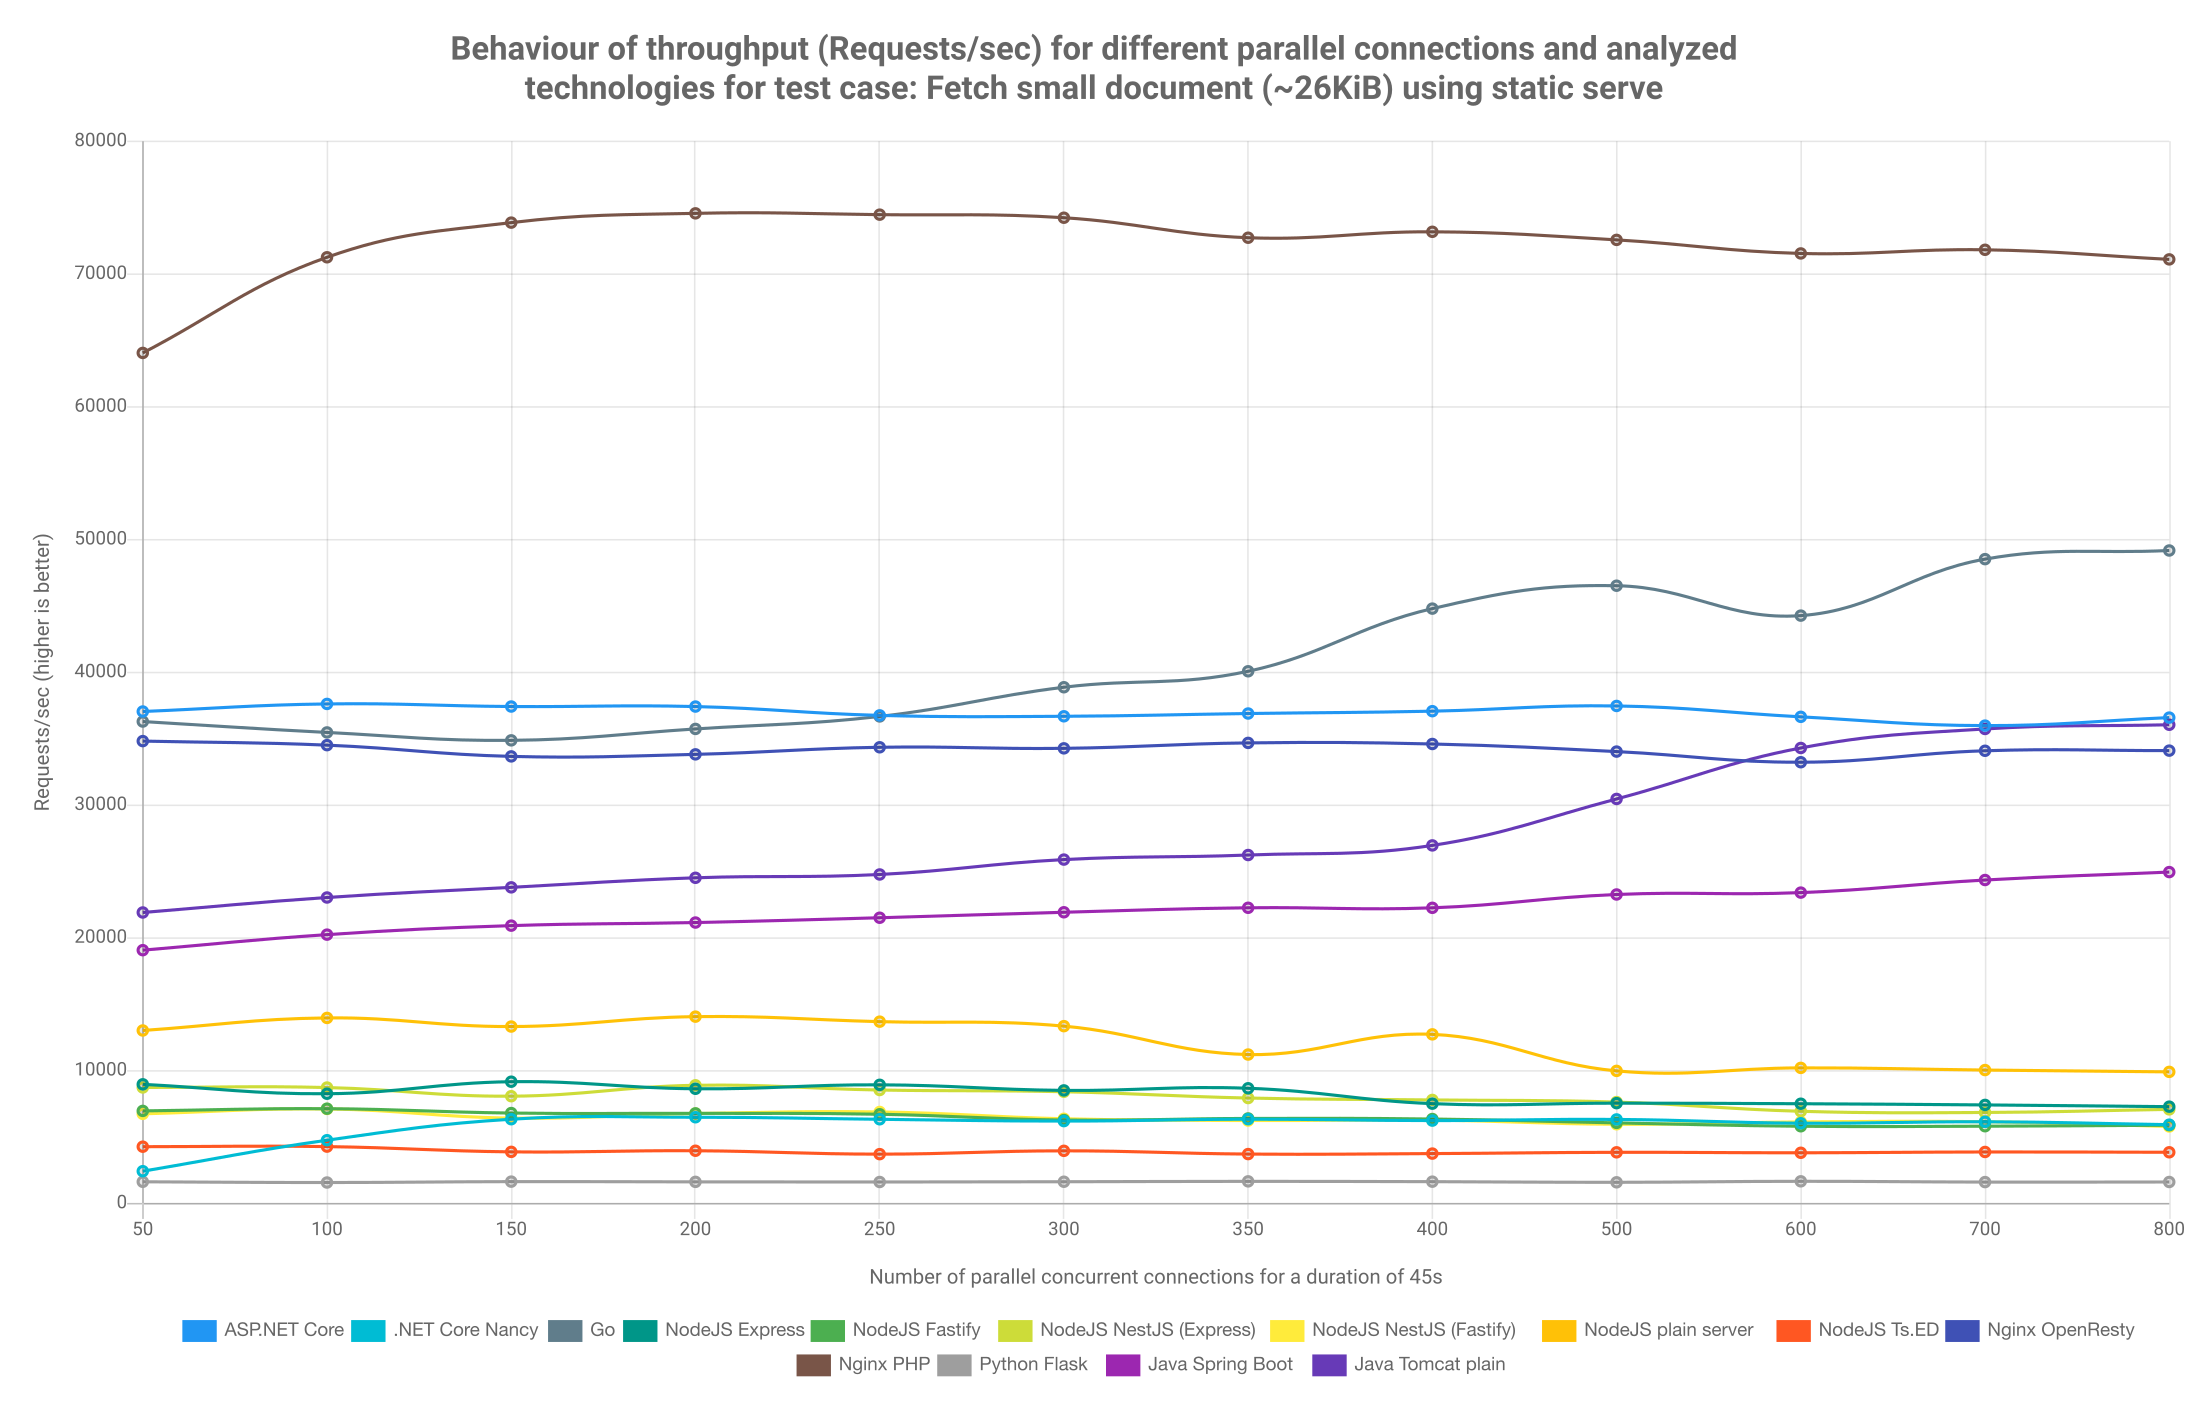 Behaviour of throughput (Requests/sec) for different parallel connections and analyzed
technologies for test case: Fetch small document (~26KiB) using static serve
Requests/sec (higher is better)
80000
70000
60000
50000
40000
30000
20000
10000
0
50 100 150 200 250 300 350 400 500 600 700 800
Number of parallel concurrent connections for a duration of 45s
ASP.NET Core .NET Core Nancy Go NodeJS Express NodeJS Fastify NodeJS NestJS (Express) NodeJS NestJS (Fastify) NodeJS plain server NodeJS Ts.ED Nginx OpenResty
Nginx PHP Python Flask Java Spring Boot Java Tomcat plain